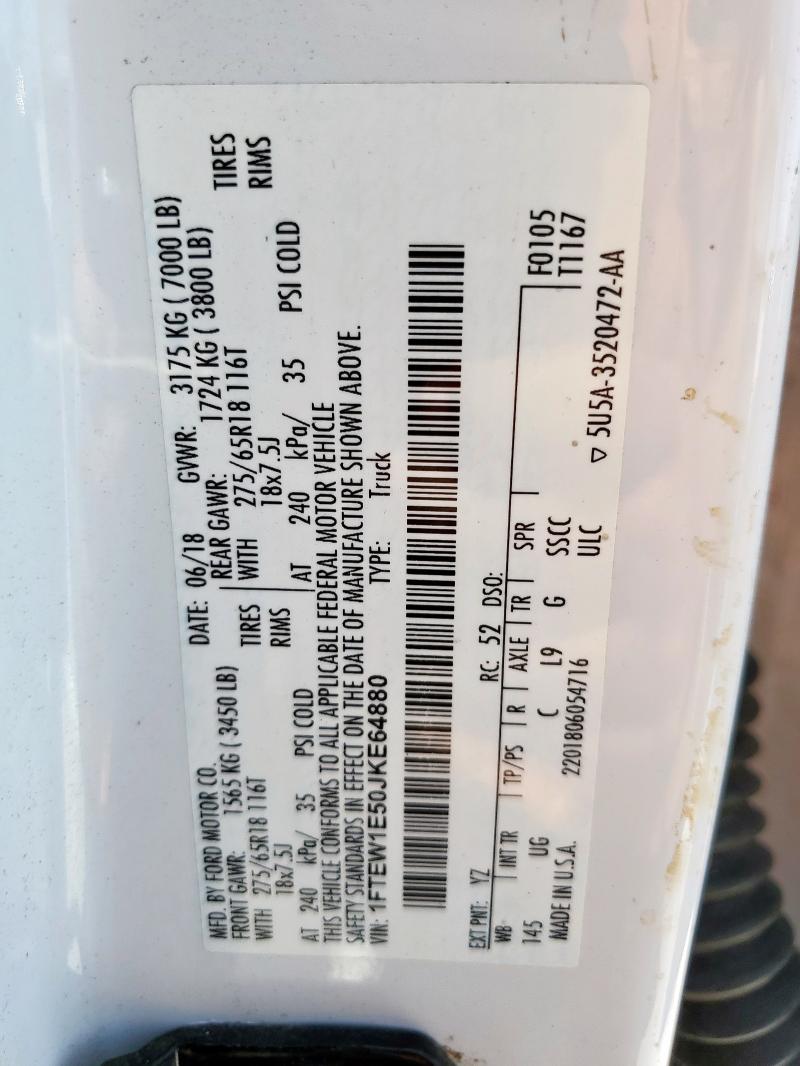 MFD. BY FORD MOTOR CO.
DATE: 06/18 GVWR: 3175 KG ( 7000 LB)
FRONT GAWR: 1565 KG ( 3450 LB)
REAR GAWR: 1724 KG ( 3800 LB)
WITH 275/65R18 116T TIRES
WITH 275/65R18 116T TIRES
18x7.5J RIMS
18x7.5J RIMS
AT 240 kPa/ 35 PSI COLD
AT 240 kPa/ 35 PSI COLD
THIS VEHICLE CONFORMS TO ALL APPLICABLE FEDERAL MOTOR VEHICLE
SAFETY STANDARDS IN EFFECT ON THE DATE OF MANUFACTURE SHOWN ABOVE.
VIN: 1FTEW1E50JKE64880 TYPE: Truck
EXT PNT: YZ RC: 52 DSO:
WB INT TR TP/PS R AXLE TR SPR
145 UG C L9 G SSCC
F0105
T1167
MADE IN U.S.A. 2201806054716 ULC
▽ 5U5A-3520472-AA